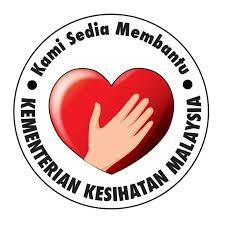 Kami Sedia Membantu
KEMENTERIAN KESIHATAN MALAYSIA